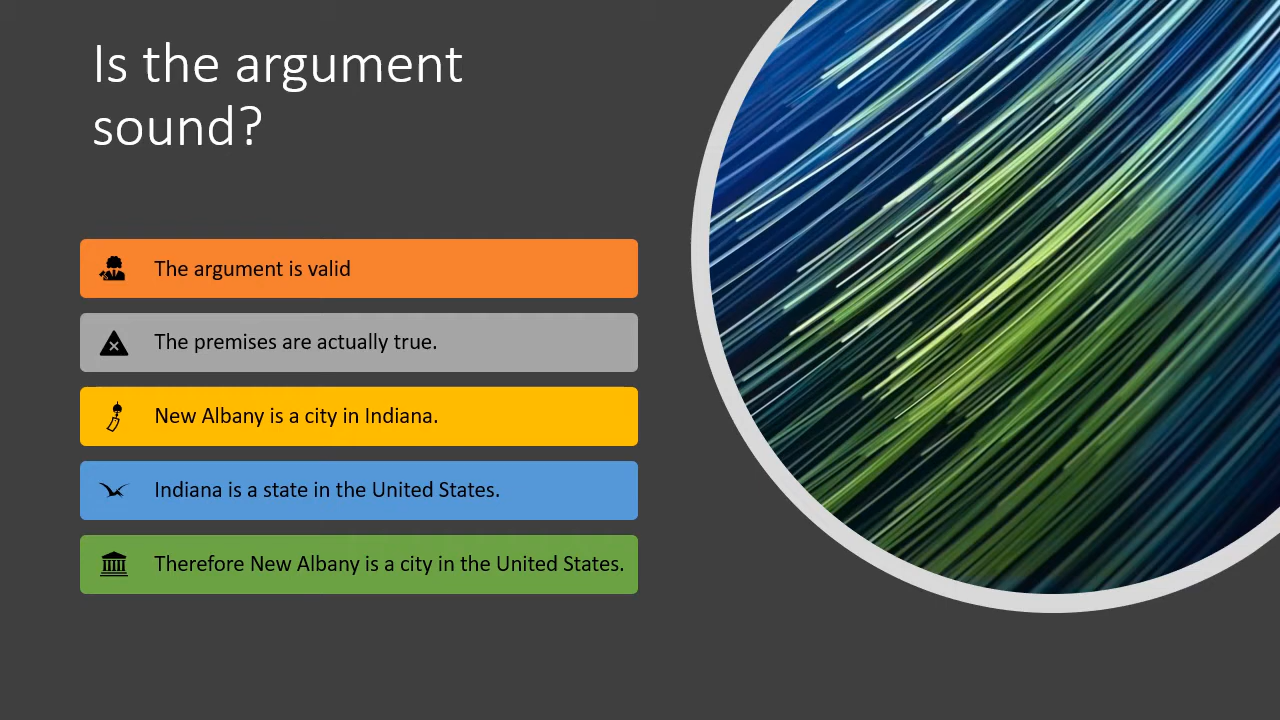 Is the argument
sound?
The argument is valid
The premises are actually true.
New Albany is a city in Indiana.
Indiana is a state in the United States.
Therefore New Albany is a city in the United States.